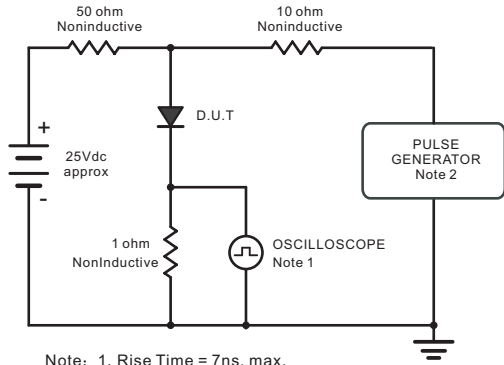 50 ohm
Noninductive
10 ohm
Noninductive
D.U.T
+
25Vdc
approx
-
PULSE
GENERATOR
Note 2
1 ohm
NonInductive
OSCILLOSCOPE
Note 1
Note: 1. Rise Time = 7ns, max.